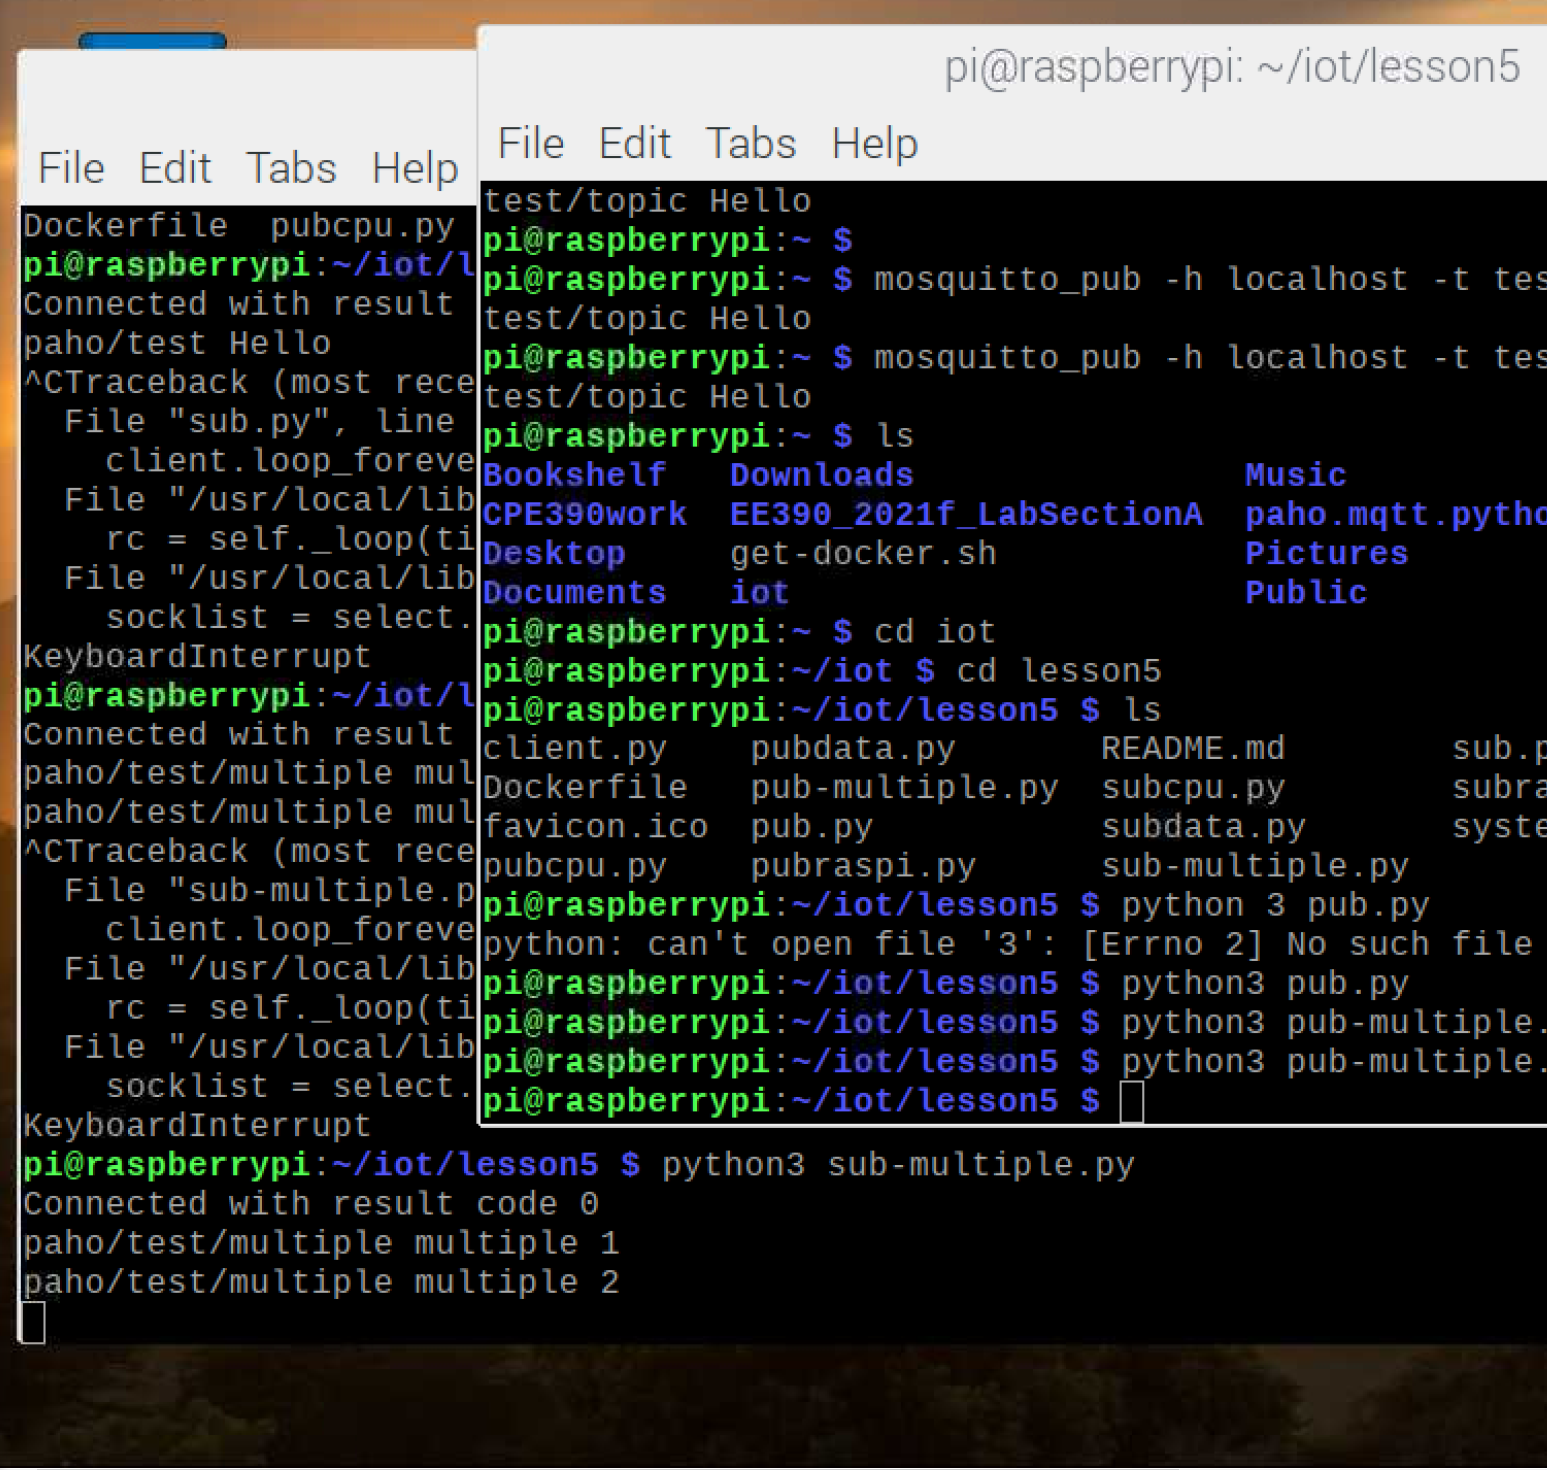 File Edit Tabs Help
Dockerfile pubcpu.py
pi@raspberrypi:~/iot/l
Connected with result
paho/test Hello
^CTraceback (most rece
File "sub.py", line
client.loop_foreve
File "/usr/local/lib
rc = self._loop(ti
File "/usr/local/lib
socklist = select.
KeyboardInterrupt
pi@raspberrypi:~/iot/l
Connected with result
paho/test/multiple mul
paho/test/multiple mul
^CTraceback (most rece
File "sub-multiple.p
client.loop_foreve
File "/usr/local/lib
rc = self._loop(ti
File "/usr/local/lib
socklist = select.
KeyboardInterrupt
pi@raspberrypi:~/iot/lesson5 $ python3 sub-multiple.py
Connected with result code 0
paho/test/multiple multiple 1
paho/test/multiple multiple 2
pi@raspberrypi: ~/iot/lesson5
File Edit Tabs Help
test/topic Hello
pi@raspberrypi:~ $
pi@raspberrypi:~ $ mosquitto_pub -h localhost -t tes
test/topic Hello
pi@raspberrypi:~ $ mosquitto_pub -h localhost -t tes
test/topic Hello
pi@raspberrypi:~ $ ls
Bookshelf Downloads Music
CPE390work EE390_2021f_LabSectionA paho.mqtt.pytho
Desktop get-docker.sh Pictures
Documents iot Public
pi@raspberrypi:~ $ cd iot
pi@raspberrypi:~/iot $ cd lesson5
pi@raspberrypi:~/iot/lesson5 $ ls
client.py pubdata.py README.md sub.p
Dockerfile pub-multiple.py subcpu.py subra
favicon.ico pub.py subdata.py syste
pubcpu.py pubraspi.py sub-multiple.py
pi@raspberrypi:~/iot/lesson5 $ python 3 pub.py
python: can't open file '3': [Errno 2] No such file
pi@raspberrypi:~/iot/lesson5 $ python3 pub.py
pi@raspberrypi:~/iot/lesson5 $ python3 pub-multiple.
pi@raspberrypi:~/iot/lesson5 $ python3 pub-multiple.
pi@raspberrypi:~/iot/lesson5 $